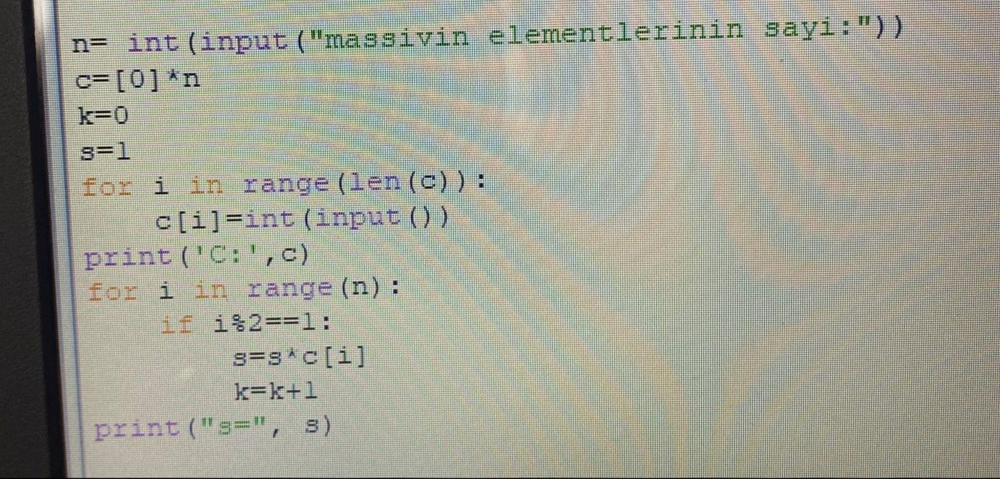 n= int(input("massivin elementlerinin sayi:"))
c=[0]*n
k=0
s=1
for i in range(len(c)):
    c[i]=int(input())
print('C:',c)
for i in range(n):
    if i%2==1:
        s=s*c[i]
        k=k+1
print("s=", s)